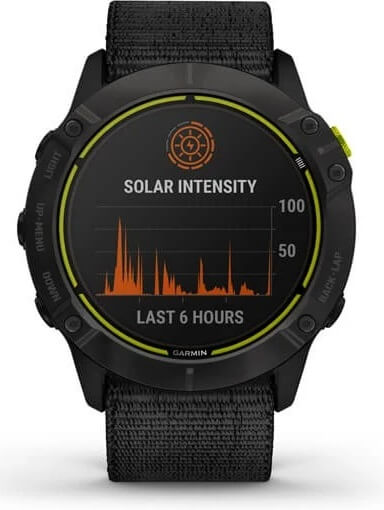 SOLAR INTENSITY
100
50
LAST 6 HOURS
GARMIN
LIGHT
UP·MENU
DOWN
BACK·LAP